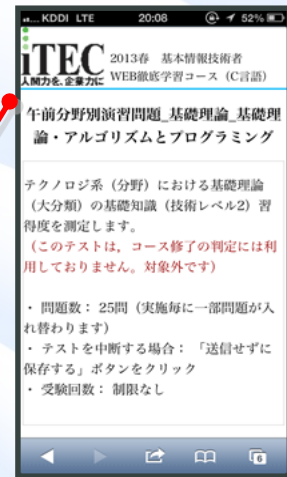 KDDI LTE 20:08 52%
iTEC
人間力を、企業力に
2013春 基本情報技術者
WEB徹底学習コース（C言語）
午前分野別演習問題_基礎理論_基礎理
論・アルゴリズムとプログラミング
テクノロジ系（分野）における基礎理論
（大分類）の基礎知識（技術レベル2）習
得度を測定します。
（このテストは，コース修了の判定には利
用しておりません。対象外です）
・ 問題数： 25問（実施毎に一部問題が入
れ替わります）
・ テストを中断する場合： 「送信せずに
保存する」ボタンをクリック
・ 受験回数： 制限なし
6